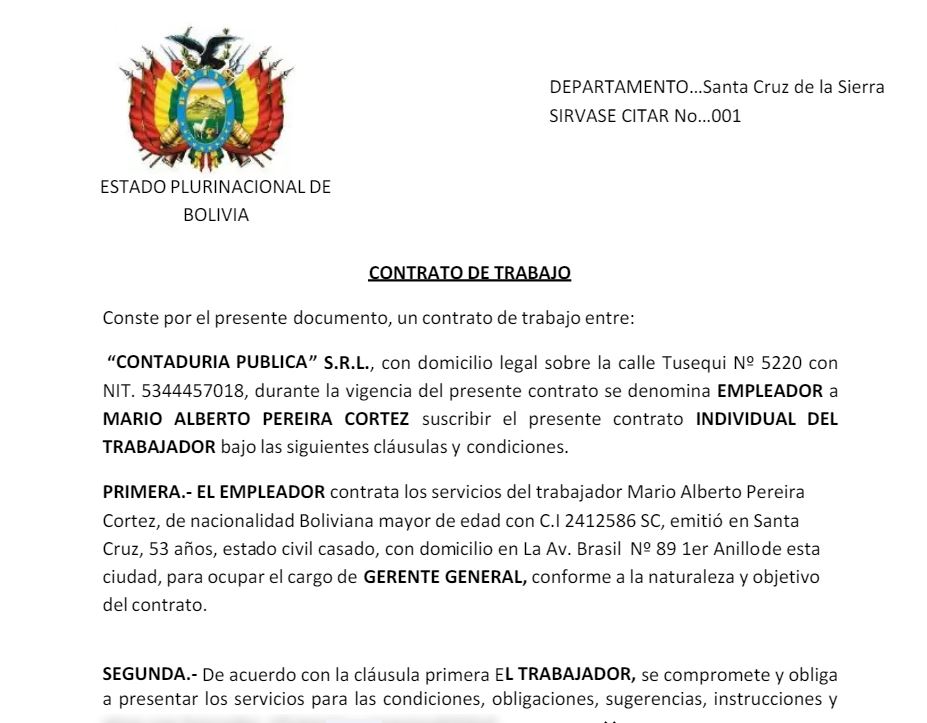 DEPARTAMENTO...Santa Cruz de la Sierra
SIRVASE CITAR No...001
ESTADO PLURINACIONAL DE
BOLIVIA
CONTRATO DE TRABAJO
Conste por el presente documento, un contrato de trabajo entre:
“CONTADURIA PUBLICA” S.R.L., con domicilio legal sobre la calle Tusequi Nº 5220 con
NIT. 5344457018, durante la vigencia del presente contrato se denomina EMPLEADOR a
MARIO ALBERTO PEREIRA CORTEZ suscribir el presente contrato INDIVIDUAL DEL
TRABAJADOR bajo las siguientes cláusulas y condiciones.
PRIMERA.- EL EMPLEADOR contrata los servicios del trabajador Mario Alberto Pereira
Cortez, de nacionalidad Boliviana mayor de edad con C.I 2412586 SC, emitió en Santa
Cruz, 53 años, estado civil casado, con domicilio en La Av. Brasil Nº 89 1er Anillode esta
ciudad, para ocupar el cargo de GERENTE GENERAL, conforme a la naturaleza y objetivo
del contrato.
SEGUNDA.- De acuerdo con la cláusula primera EL TRABAJADOR, se compromete y obliga
a presentar los servicios para las condiciones, obligaciones, sugerencias, instrucciones y